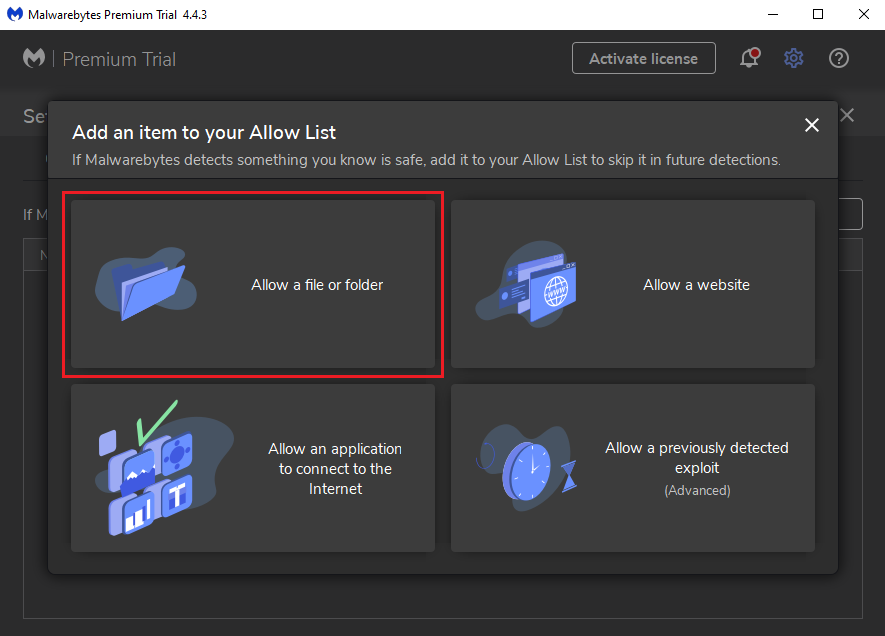 Malwarebytes Premium Trial 4.4.3
Premium Trial
Activate license
Add an item to your Allow List
If Malwarebytes detects something you know is safe, add it to your Allow List to skip it in future detections.
If M
Allow a file or folder
Allow a website
WWW
Allow an application
to connect to the
Internet
Allow a previously detected
exploit
(Advanced)